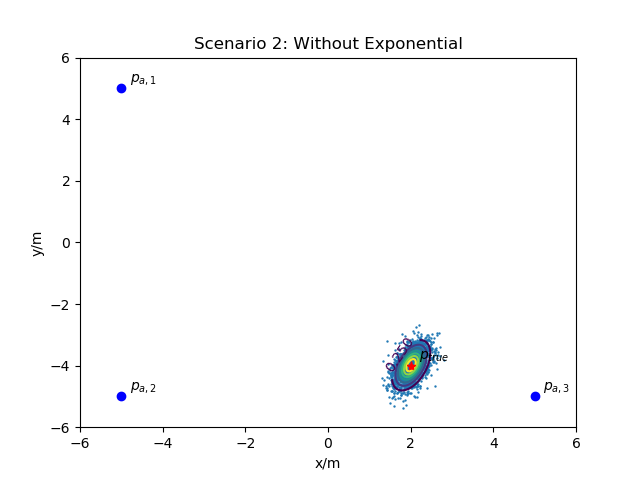 Scenario 2: Without Exponential
6
p_{a,1}
4
2
y/m
0
−2
p_{true}
−4
p_{a,2}
p_{a,3}
−6
−6
−4
−2
0
2
4
6
x/m